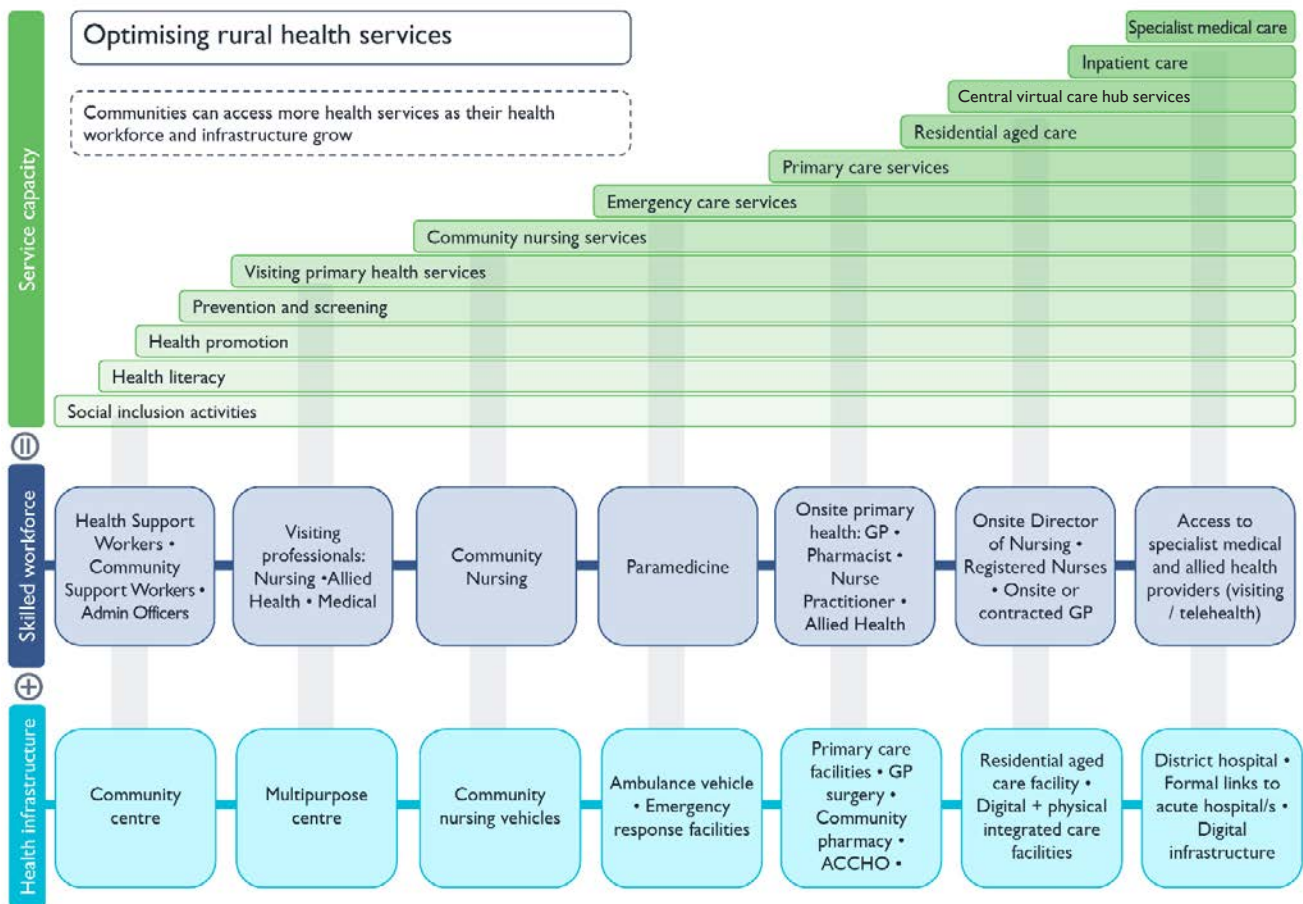 Optimising rural health services
Communities can access more health services as their health
workforce and infrastructure grow
Service capacity
Specialist medical care
Inpatient care
Central virtual care hub services
Residential aged care
Primary care services
Emergency care services
Community nursing services
Visiting primary health services
Prevention and screening
Health promotion
Health literacy
Social inclusion activities
=
Skilled workforce
Health Support
Workers •
Community
Support Workers •
Admin Officers
Visiting
professionals:
Nursing •Allied
Health • Medical
Community
Nursing
Paramedicine
Onsite primary
health: GP •
Pharmacist •
Nurse
Practitioner •
Allied Health
Onsite Director
of Nursing •
Registered Nurses
• Onsite or
contracted GP
Access to
specialist medical
and allied health
providers (visiting
/ telehealth)
+
Health infrastructure
Community
centre
Multipurpose
centre
Community
nursing vehicles
Ambulance vehicle
• Emergency
response facilities
Primary care
facilities • GP
surgery •
Community
pharmacy •
ACCHO •
Residential aged
care facility •
Digital + physical
integrated care
facilities
District hospital •
Formal links to
acute hospital/s •
Digital
infrastructure